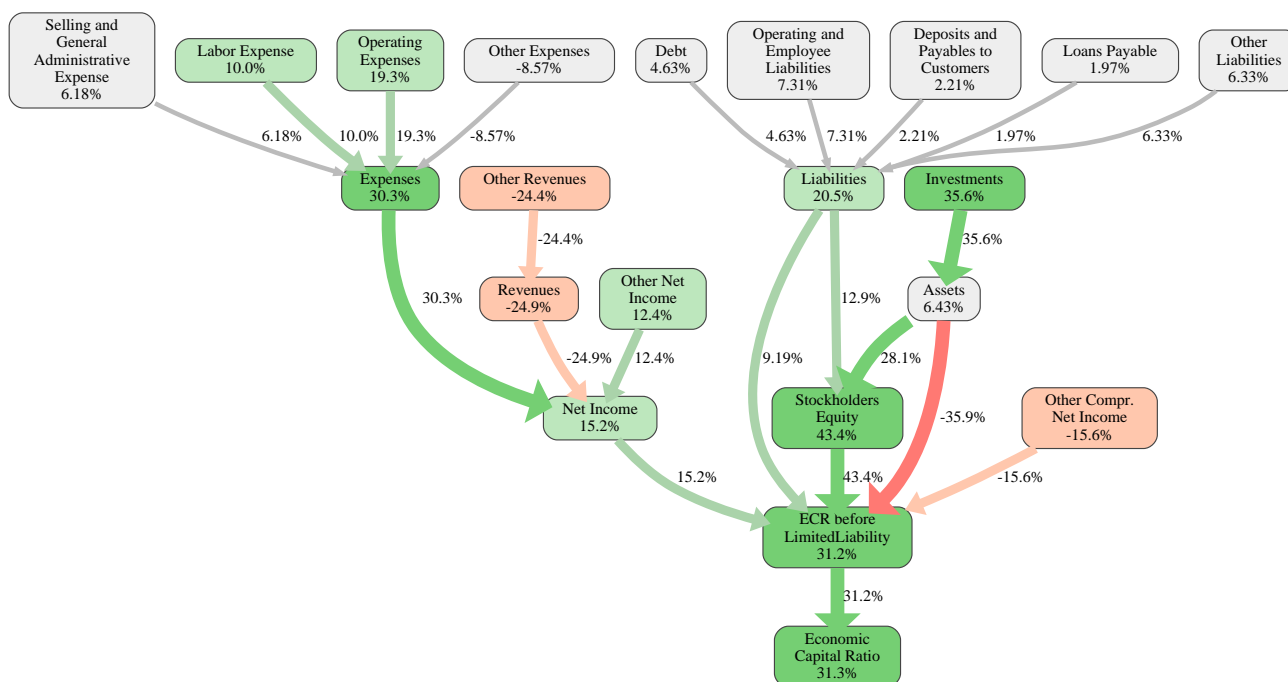 Selling and
General
Administrative
Expense
6.18%
Labor Expense
10.0%
Operating
Expenses
19.3%
Other Expenses
-8.57%
Debt
4.63%
Operating and
Employee
Liabilities
7.31%
Deposits and
Payables to
Customers
2.21%
Loans Payable
1.97%
Other
Liabilities
6.33%
6.18%
10.0%
19.3%
-8.57%
4.63%
7.31%
2.21%
1.97%
6.33%
Expenses
30.3%
Other Revenues
-24.4%
Liabilities
20.5%
Investments
35.6%
-24.4%
35.6%
Revenues
-24.9%
Other Net
Income
12.4%
Assets
6.43%
30.3%
12.9%
-24.9%
12.4%
9.19%
28.1%
Net Income
15.2%
Stockholders
Equity
43.4%
-35.9%
Other Compr.
Net Income
-15.6%
15.2%
43.4%
-15.6%
ECR before
LimitedLiability
31.2%
31.2%
Economic
Capital Ratio
31.3%